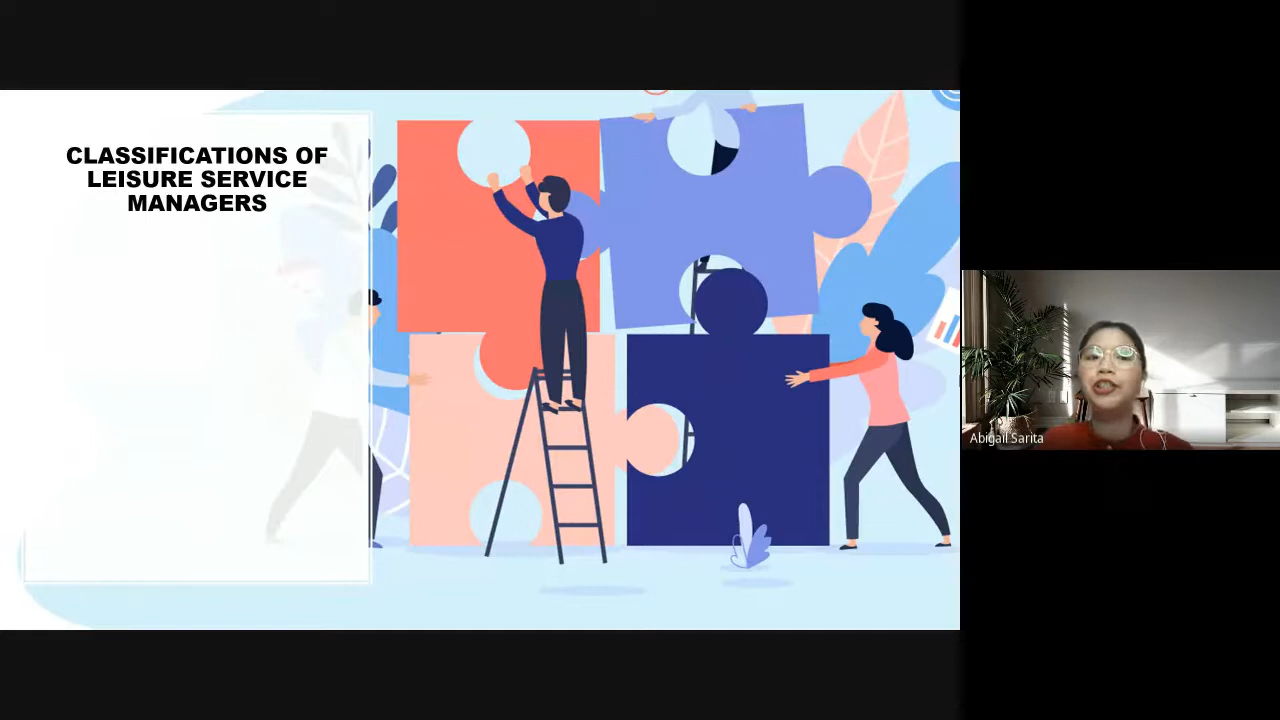 CLASSIFICATIONS OF
LEISURE SERVICE
MANAGERS
Abigail Sarita